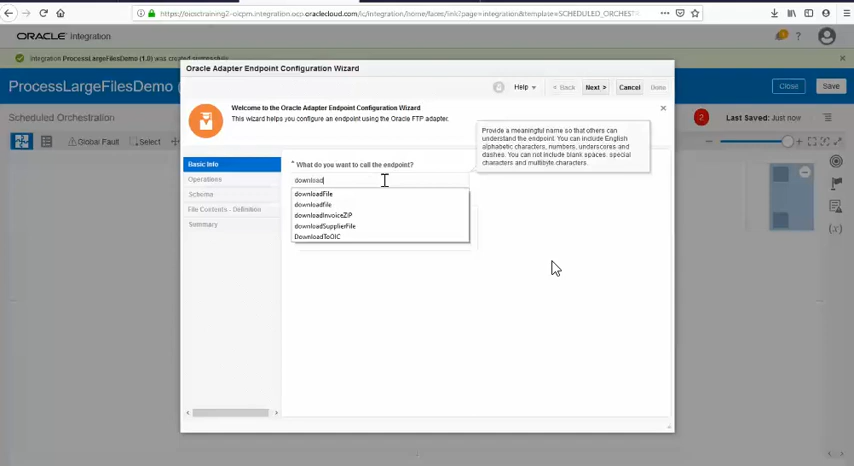 https://oicsctraining2-oicpm.integration.ocp.oraclecloud.com/ic/integration/home/faces/link?page=integration&template=SCHEDULED_ORCHEST
ORACLE Integration
Integration ProcessLargeFilesDemo (1.0) was created successfully.
ProcessLargeFilesDemo (
Close
Save
Scheduled Orchestration
2
Last Saved: Just now
Global Fault
Select
Oracle Adapter Endpoint Configuration Wizard
Help
< Back
Next >
Cancel
Done
Welcome to the Oracle Adapter Endpoint Configuration Wizard
This wizard helps you configure an endpoint using the Oracle FTP adapter.
Provide a meaningful name so that others can
understand the endpoint. You can include English
alphabetic characters, numbers, underscores and
dashes. You can not include blank spaces, special
characters and multibyte characters.
Basic Info
Operations
Schema
File Contents - Definition
Summary
* What do you want to call the endpoint?
download
downloadFile
downloadfile
downloadInvoiceZIP
downloadSupplierFile
DownloadToOIC
(x)